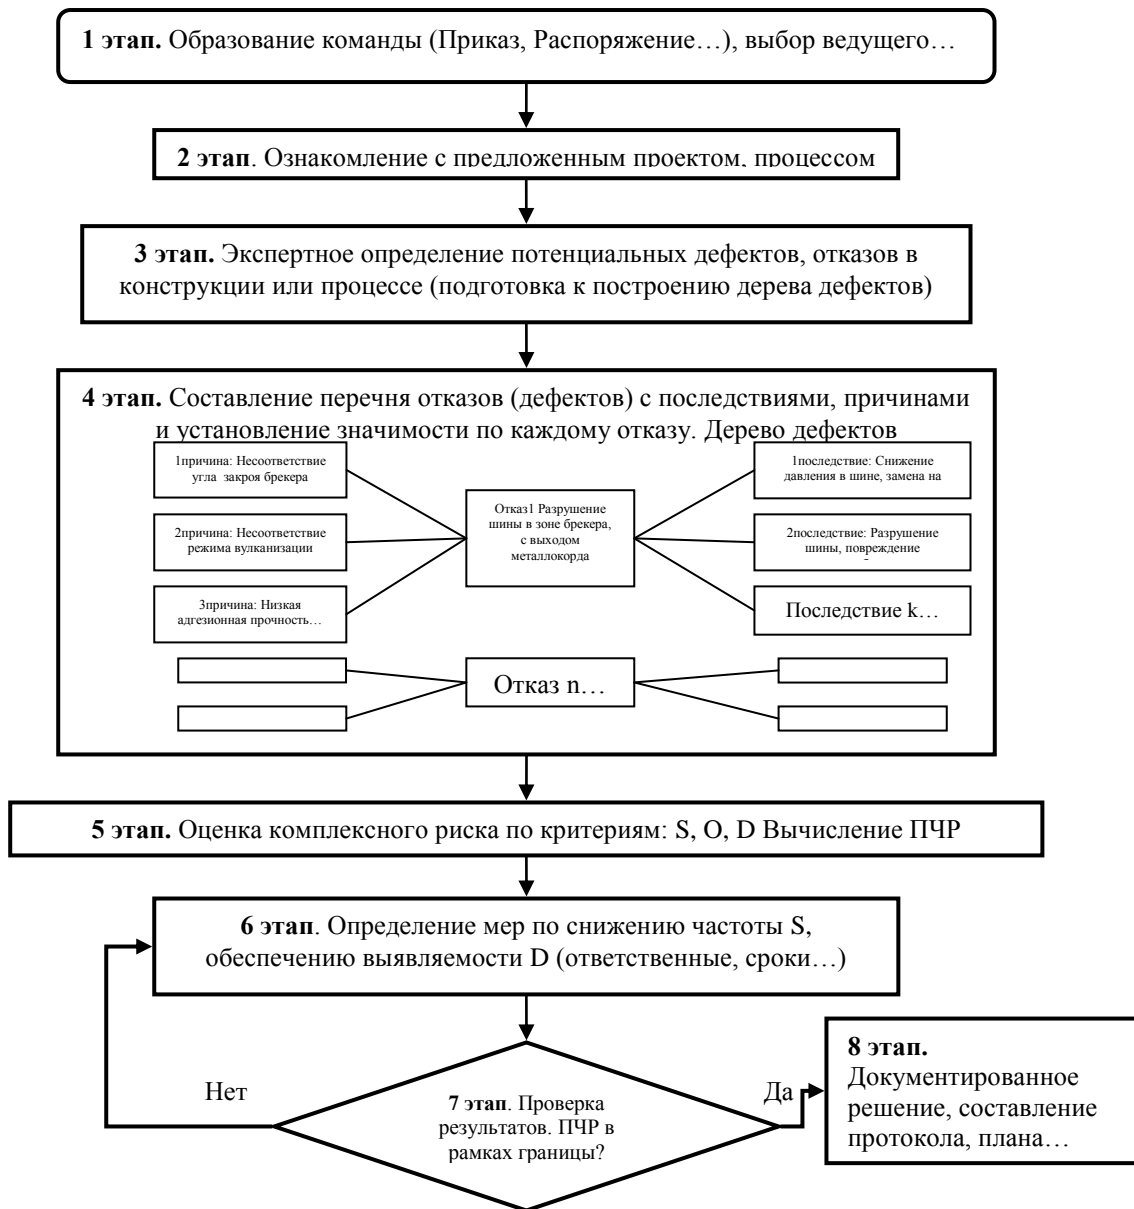 1 этап. Образование команды (Приказ, Распоряжение…), выбор ведущего…
2 этап. Ознакомление с предложенным проектом, процессом
3 этап. Экспертное определение потенциальных дефектов, отказов в
конструкции или процессе (подготовка к построению дерева дефектов)
4 этап. Составление перечня отказов (дефектов) с последствиями, причинами
и установление значимости по каждому отказу. Дерево дефектов
1причина: Несоответствие
угла закроя брекера
2причина: Несоответствие
режима вулканизации
3причина: Низкая
адгезионная прочность…
Отказ1 Разрушение
шины в зоне брекера,
с выходом
металлокорда
1последствие: Снижение
давления в шине, замена на
2последствие: Разрушение
шины, повреждение
Последствие k…
Отказ n…
5 этап. Оценка комплексного риска по критериям: S, O, D Вычисление ПЧР
6 этап. Определение мер по снижению частоты S,
обеспечению выявляемости D (ответственные, сроки…)
Нет
7 этап. Проверка
результатов. ПЧР в
рамках границы?
Да
8 этап.
Документированное
решение, составление
протокола, плана…